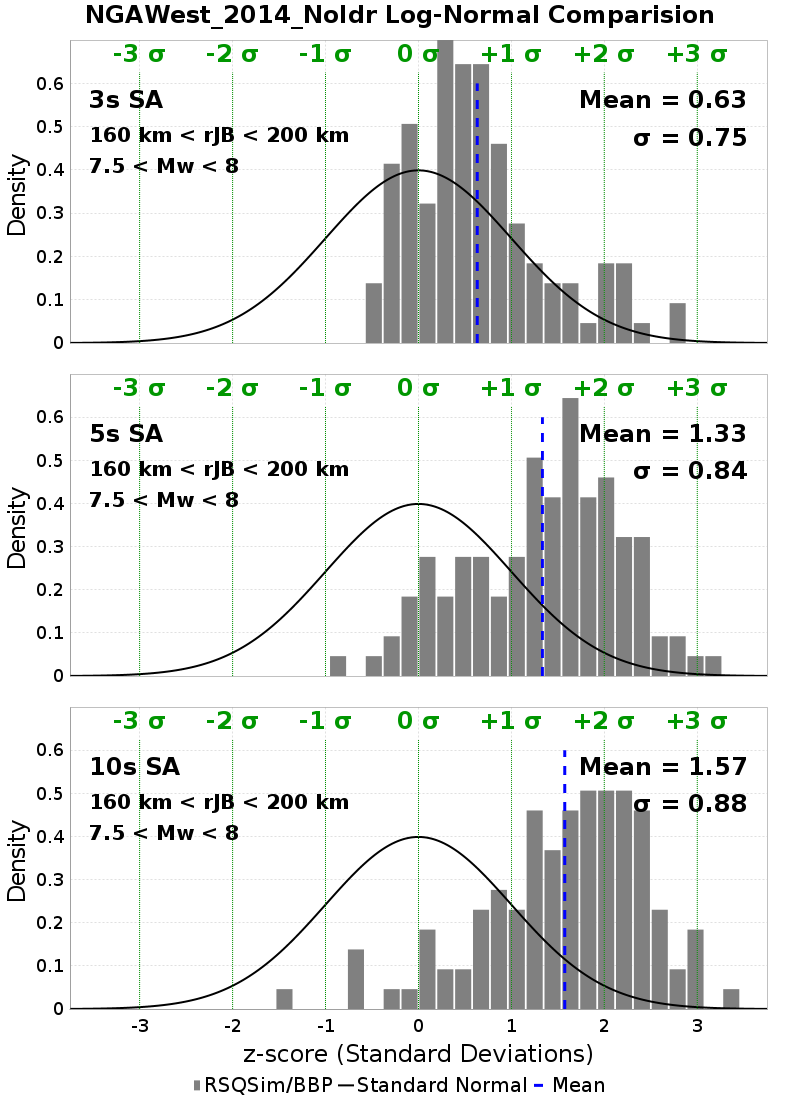 NGAWest_2014_NoIdr Log-Normal Comparision
-3 σ -2 σ -1 σ 0 σ +1 σ +2 σ +3 σ
0.6
3s SA Mean = 0.63
0.5
160 km < rJB < 200 km σ = 0.75
7.5 < Mw < 8
0.4
0.3
0.2
0.1
0
Density
-3 σ -2 σ -1 σ 0 σ +1 σ +2 σ +3 σ
0.6
5s SA Mean = 1.33
0.5
160 km < rJB < 200 km σ = 0.84
7.5 < Mw < 8
0.4
0.3
0.2
0.1
0
Density
-3 σ -2 σ -1 σ 0 σ +1 σ +2 σ +3 σ
0.6
10s SA Mean = 1.57
0.5
160 km < rJB < 200 km σ = 0.88
7.5 < Mw < 8
0.4
0.3
0.2
0.1
0
Density
-3 -2 -1 0 1 2 3
z-score (Standard Deviations)
RSQSim/BBP Standard Normal Mean